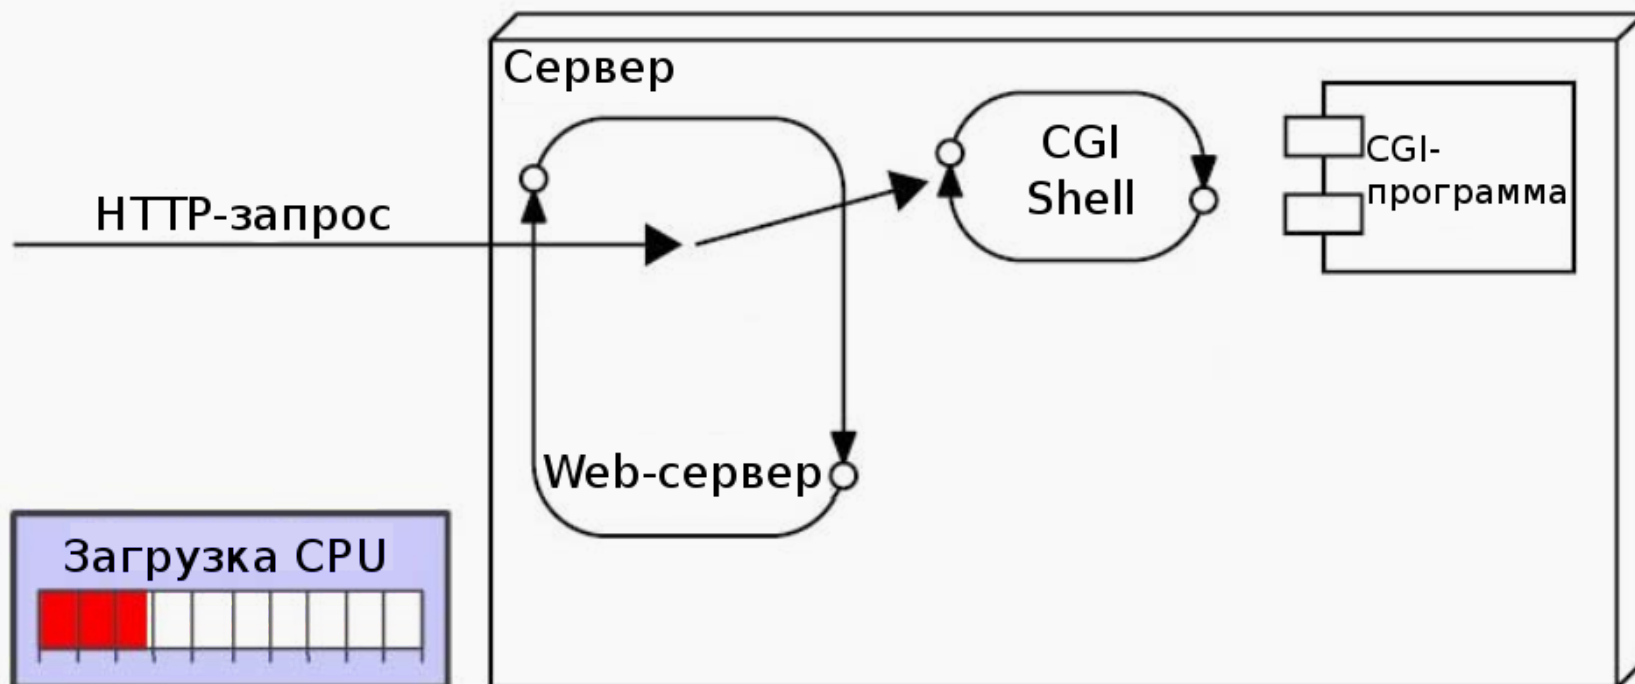 Сервер
CGI
Shell
CGI-
программа
HTTP-запрос
Web-сервер
Загрузка CPU